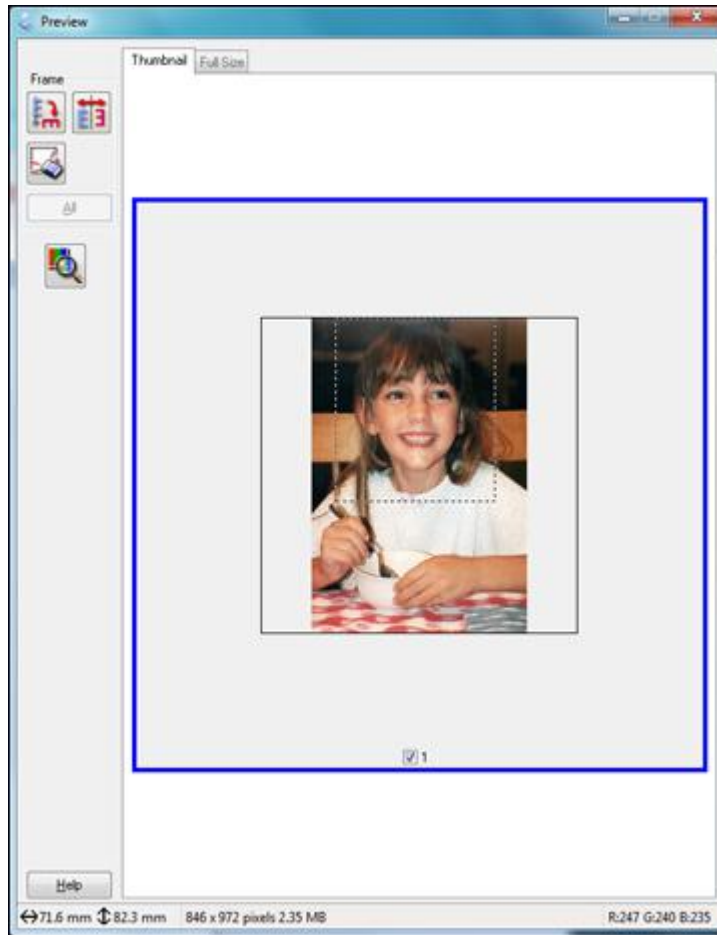 Preview
Thumbnail Full Size
Frame
All
1
Help
71.6 mm 82.3 mm 846 x 972 pixels 2.35 MB R:247 G:240 B:235